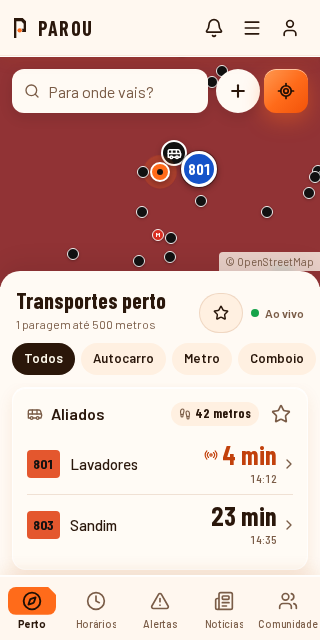 PAROU
Para onde vais?
801
M
© OpenStreetMap
Transportes perto
1 paragem até 500 metros
Ao vivo
Todos
Autocarro
Metro
Comboio
Aliados
42 metros
801
Lavadores
4 min
14:12
803
Sandim
23 min
14:35
Perto
Horários
Alertas
Notícias
Comunidade